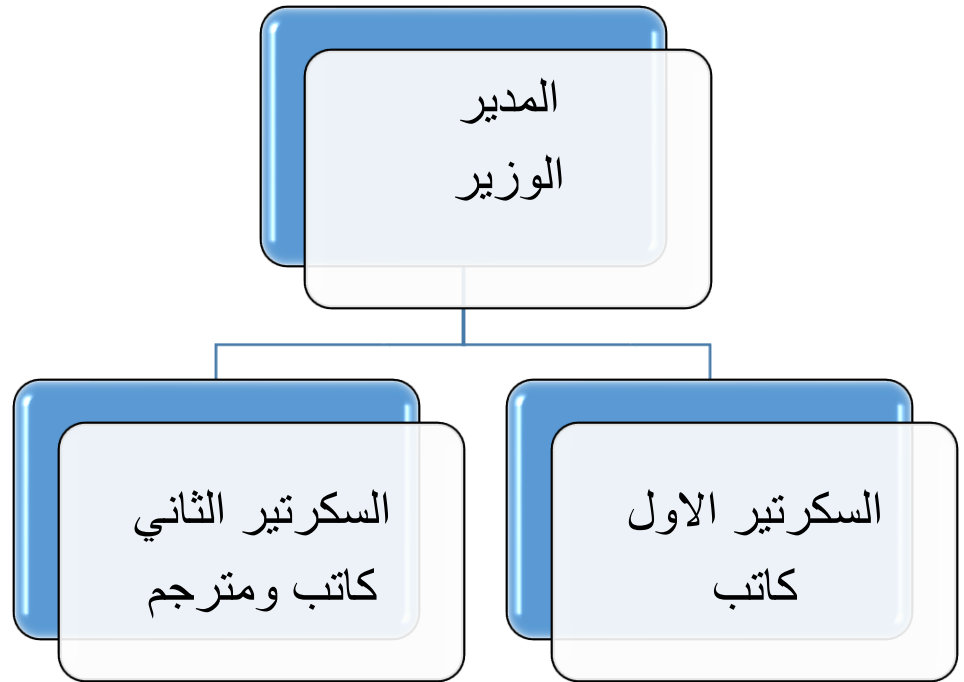 المدير
الوزير
السكرتير الاول
كاتب
السكرتير الثاني
كاتب ومترجم